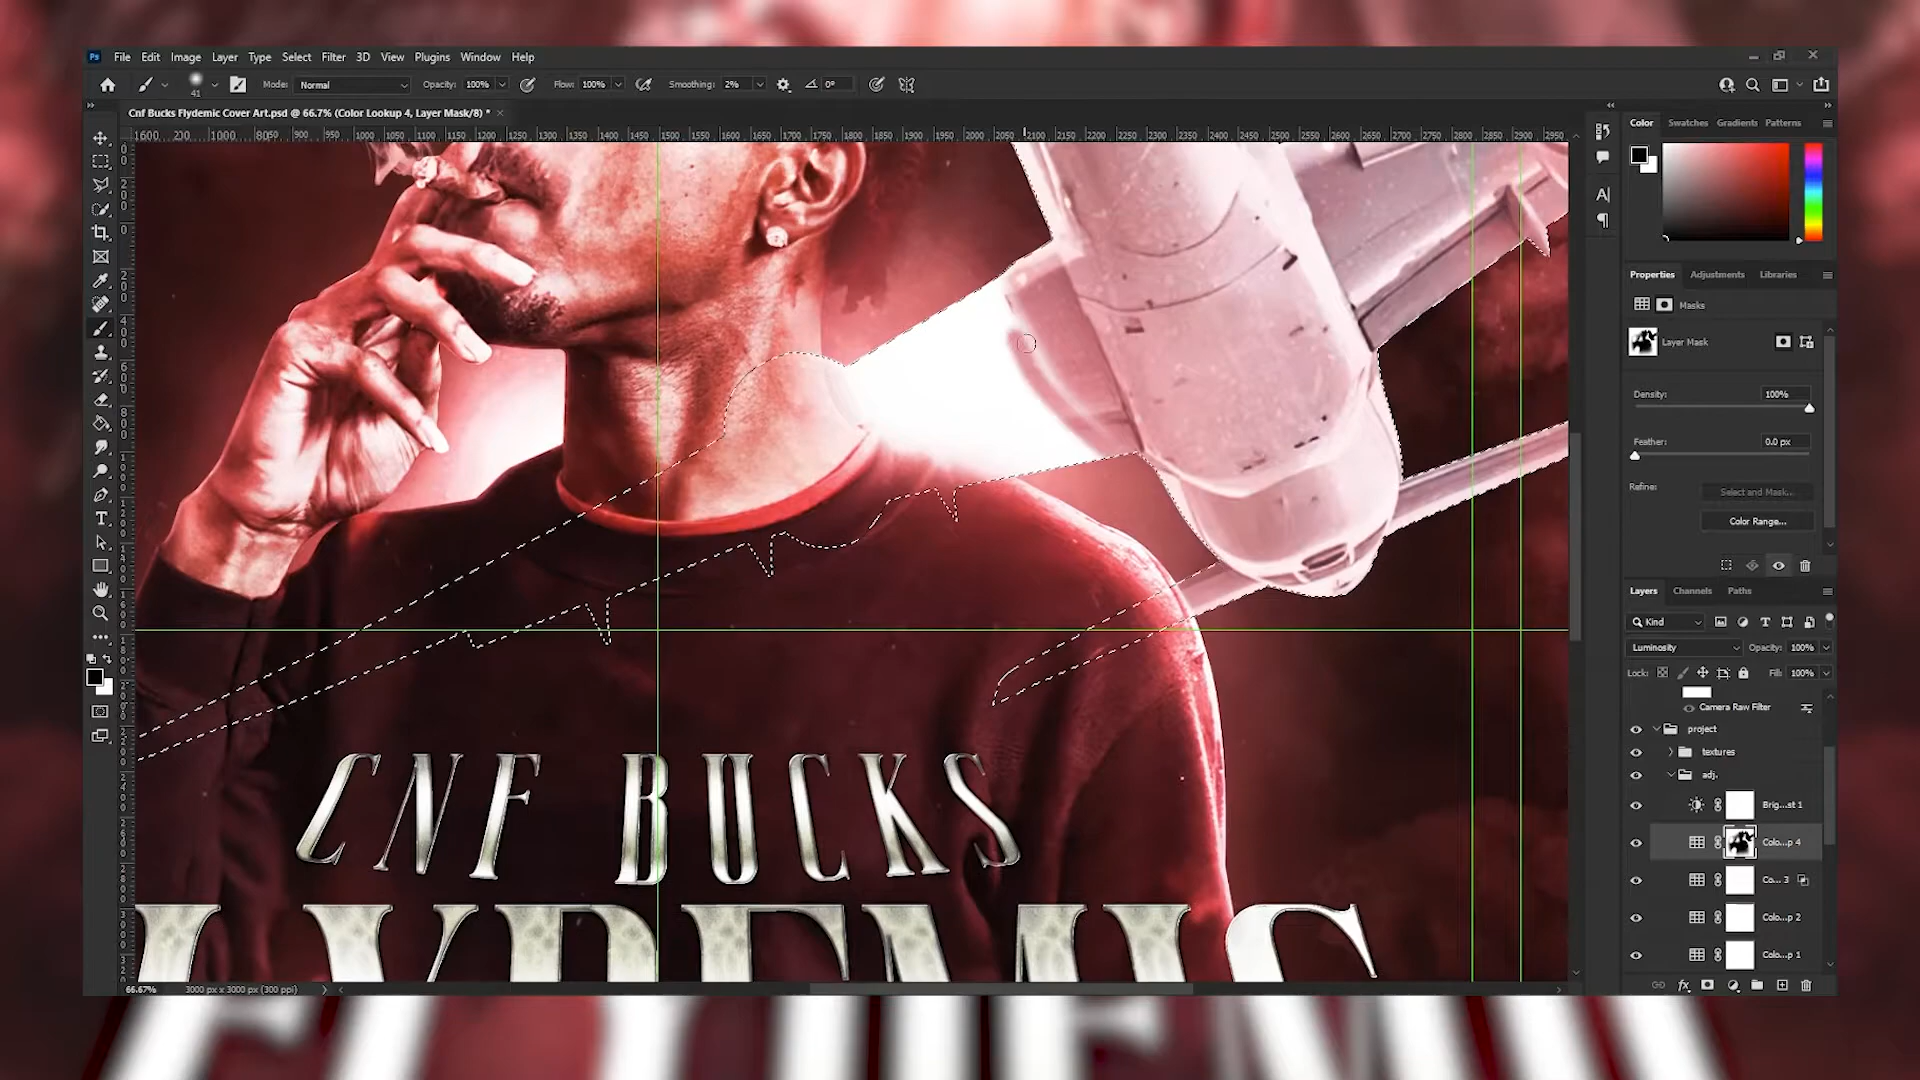 Ps File Edit Image Layer Type Select Filter 3D View Plugins Window Help
41 Mode: Normal Opacity: 100% Flow: 100% Smoothing: 2% 0°
Cnf Bucks Flydemic Cover Art.psd @ 66.7% (Color Lookup 4, Layer Mask/8) * ×
Color Swatches Gradients Patterns
Properties Adjustments Libraries
Masks
Layer Mask
Density: 100%
Feather: 0.0 px
Refine: Select and Mask...
Color Range...
Layers Channels Paths
Kind
Luminosity Opacity: 100%
Lock: Fill: 100%
Camera Raw Filter
project
textures
adj.
Brig...st 1
Colo...p 4
Co... 3
Colo...p 2
Colo...p 1
CNF BUCKS
66.67% 3000 px x 3000 px (300 ppi)